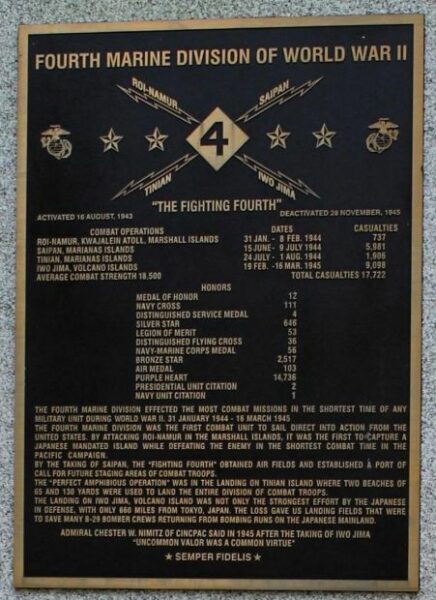 FOURTH MARINE DIVISION OF WORLD WAR II
ROI-NAMUR
SAIPAN
4
TINIAN
IWO JIMA
"THE FIGHTING FOURTH"
ACTIVATED 16 AUGUST, 1943
DEACTIVATED 28 NOVEMBER, 1945
COMBAT OPERATIONS DATES CASUALTIES
ROI-NAMUR, KWAJALEIN ATOLL, MARSHALL ISLANDS 31 JAN. - 8 FEB. 1944 737
SAIPAN, MARIANAS ISLANDS 15 JUNE- 9 JULY 1944 5,981
TINIAN, MARIANAS ISLANDS 24 JULY - 1 AUG. 1944 1,906
IWO JIMA, VOLCANO ISLANDS 19 FEB. -16 MAR. 1945 9,098
AVERAGE COMBAT STRENGTH 18,500 TOTAL CASUALTIES 17,722
HONORS
MEDAL OF HONOR 12
NAVY CROSS 111
DISTINGUISHED SERVICE MEDAL 4
SILVER STAR 646
LEGION OF MERIT 53
DISTINGUISHED FLYING CROSS 36
NAVY-MARINE CORPS MEDAL 56
BRONZE STAR 2,517
AIR MEDAL 103
PURPLE HEART 14,736
PRESIDENTIAL UNIT CITATION 2
NAVY UNIT CITATION 1
THE FOURTH MARINE DIVISION EFFECTED THE MOST COMBAT MISSIONS IN THE SHORTEST TIME OF ANY
MILITARY UNIT DURING WORLD WAR II. 31 JANUARY 1944 - 16 MARCH 1945
THE FOURTH MARINE DIVISION WAS THE FIRST COMBAT UNIT TO SAIL DIRECT INTO ACTION FROM THE
UNITED STATES. BY ATTACKING ROI-NAMUR IN THE MARSHALL ISLANDS, IT WAS THE FIRST TO CAPTURE A
JAPANESE MANDATED ISLAND WHILE DEFEATING THE ENEMY IN THE SHORTEST COMBAT TIME IN THE
PACIFIC CAMPAIGN.
BY THE TAKING OF SAIPAN, THE "FIGHTING FOURTH" OBTAINED AIR FIELDS AND ESTABLISHED A PORT OF
CALL FOR FUTURE STAGING AREAS OF COMBAT TROOPS.
THE "PERFECT AMPHIBIOUS OPERATION" WAS IN THE LANDING ON TINIAN ISLAND WHERE TWO BEACHES OF
65 AND 130 YARDS WERE USED TO LAND THE ENTIRE DIVISION OF COMBAT TROOPS.
THE LANDING ON IWO JIMA, VOLCANO ISLAND WAS NOT ONLY THE STRONGEST EFFORT BY THE JAPANESE
IN DEFENSE, WITH ONLY 660 MILES FROM TOKYO, JAPAN. THE LOSS GAVE US LANDING FIELDS THAT WERE
TO SAVE MANY B-29 BOMBER CREWS RETURNING FROM BOMBING RUNS ON THE JAPANESE MAINLAND.
ADMIRAL CHESTER W. NIMITZ OF CINCPAC SAID IN 1945 AFTER THE TAKING OF IWO JIMA
"UNCOMMON VALOR WAS A COMMON VIRTUE"
★ SEMPER FIDELIS ★